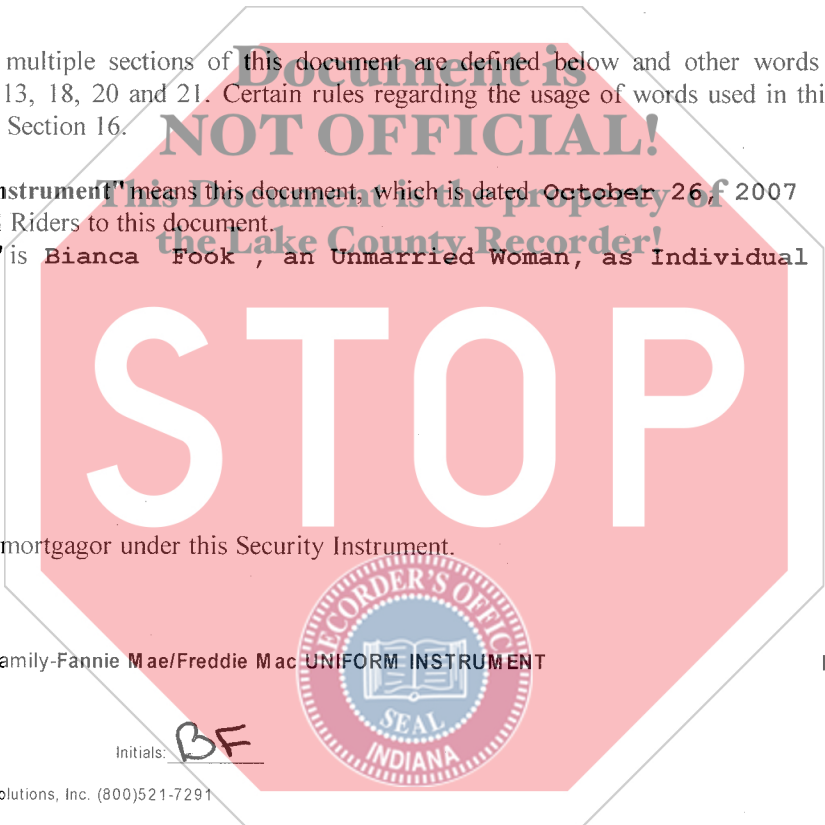 multiple sections of this document are defined below and other words
13, 18, 20 and 21. Certain rules regarding the usage of words used in thi
Section 16.
Document is
NOT OFFICIAL!
This Document is the property of
the Lake County Recorder!
nstrument" means this document, which is dated October 26, 2007
Riders to this document.
is Bianca Fook , an Unmarried Woman, as Individual
STOP
mortgagor under this Security Instrument.
RECORDER'S OFFICE
SEAL
INDIANA
amily-Fannie Mae/Freddie Mac UNIFORM INSTRUMENT
Initials: BF
olutions, Inc. (800)521-7291